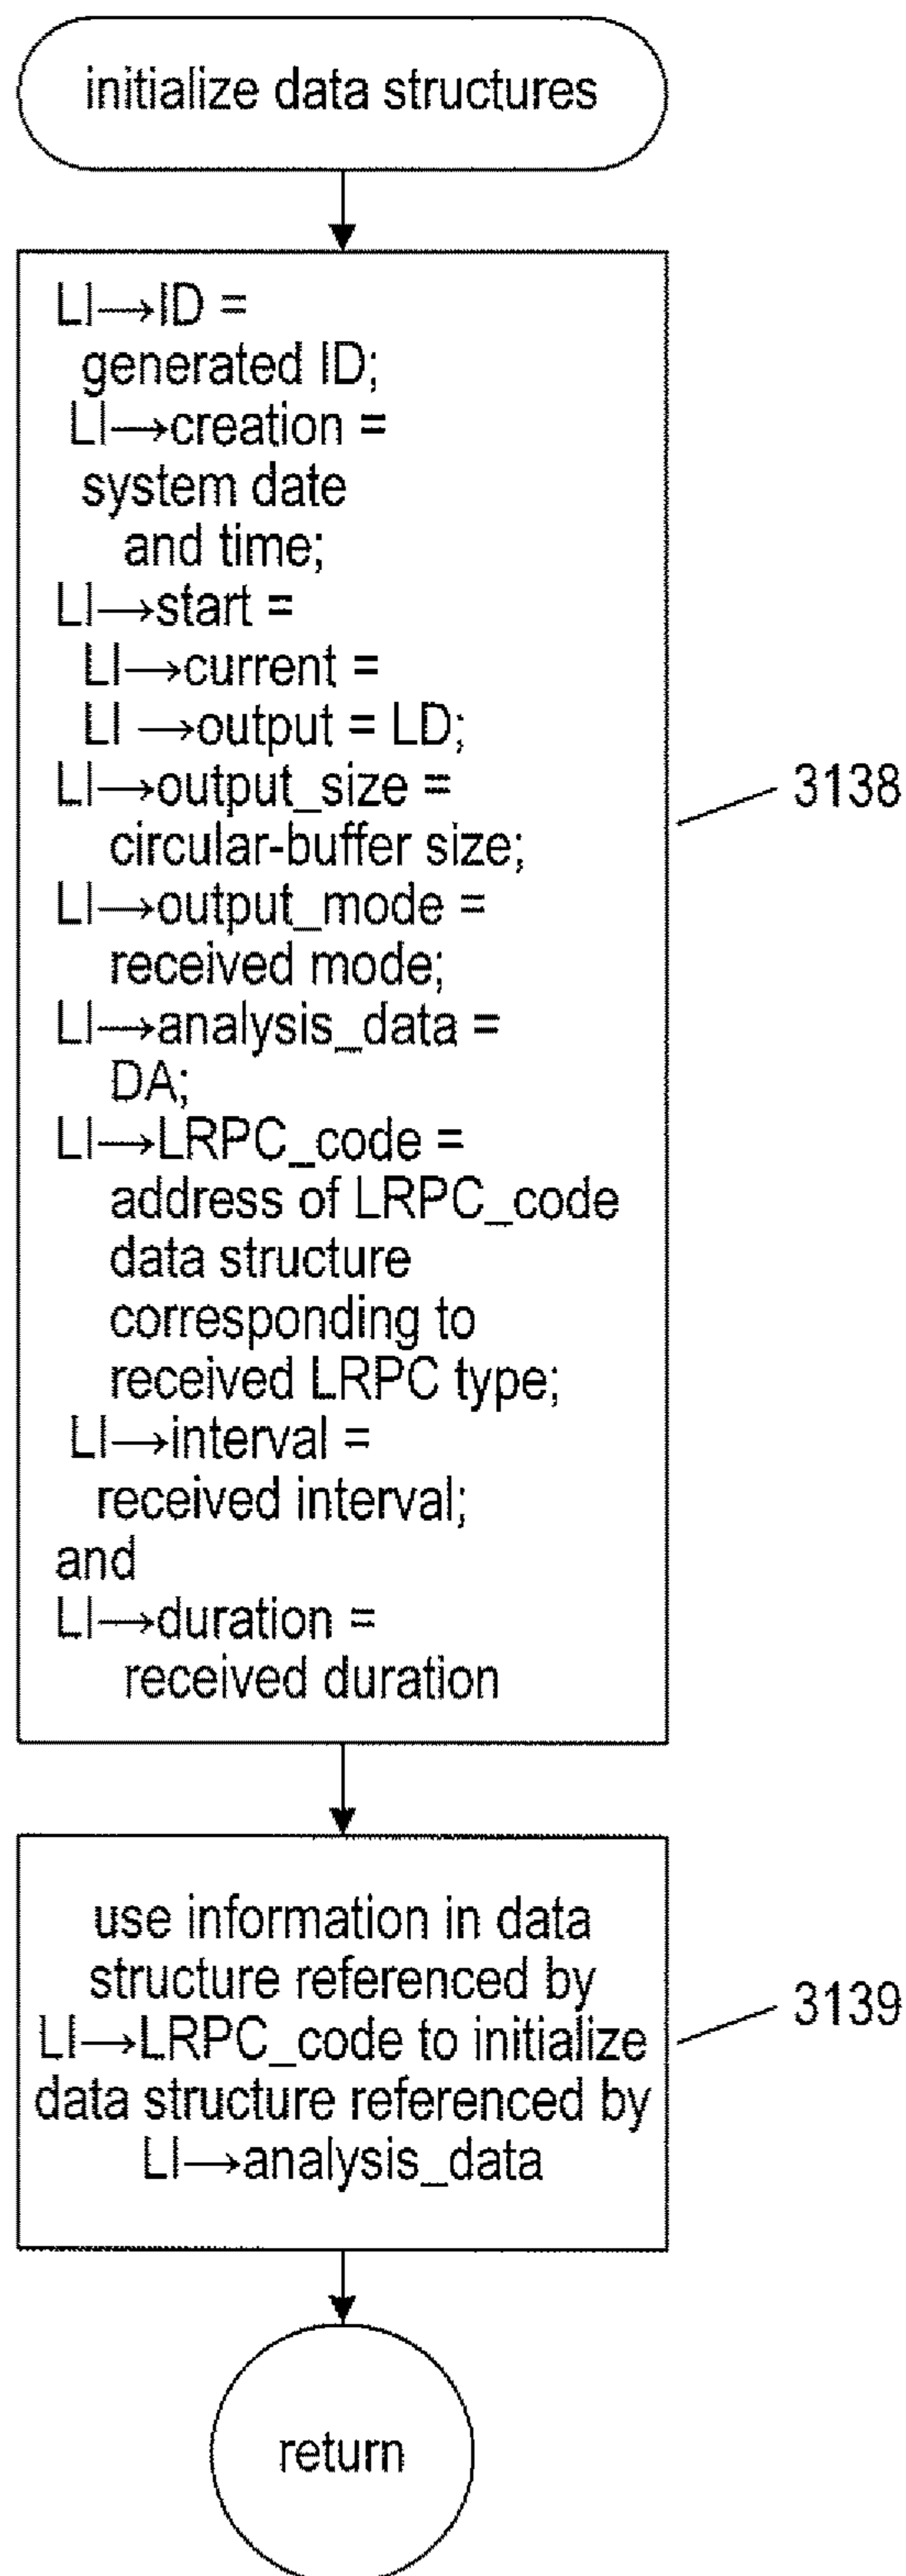 initialize data structures
LI→ID =
generated ID;
LI→creation =
system date
and time;
LI→start =
LI→current =
LI →output = LD;
LI→output_size =
circular-buffer size;
LI→output_mode =
received mode;
LI→analysis_data =
DA;
LI→LRPC_code =
address of LRPC_code
data structure
corresponding to
received LRPC type;
LI→interval =
received interval;
and
LI→duration =
received duration
3138
use information in data
structure referenced by
LI→LRPC_code to initialize
data structure referenced by
LI→analysis_data
3139
return